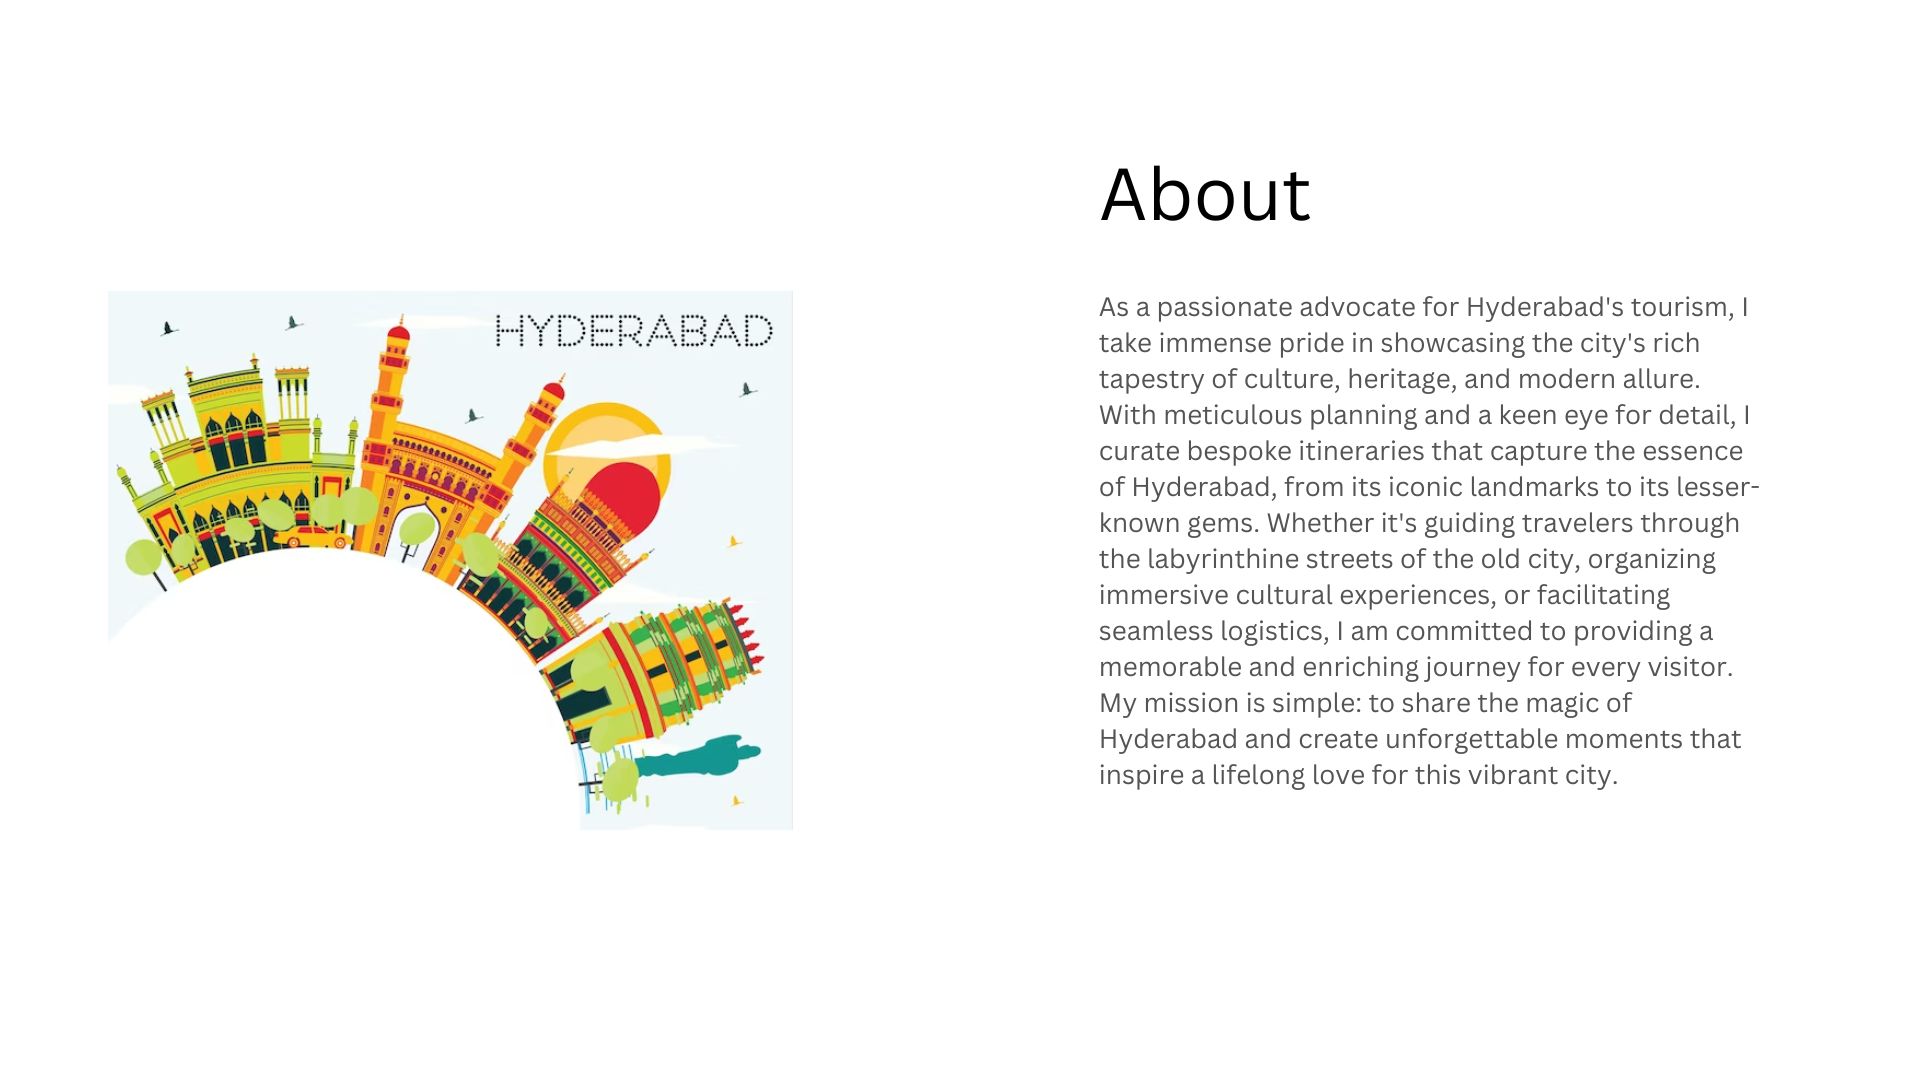 HYDERABAD
About
As a passionate advocate for Hyderabad's tourism, I
take immense pride in showcasing the city's rich
tapestry of culture, heritage, and modern allure.
With meticulous planning and a keen eye for detail, I
curate bespoke itineraries that capture the essence
of Hyderabad, from its iconic landmarks to its lesser-
known gems. Whether it's guiding travelers through
the labyrinthine streets of the old city, organizing
immersive cultural experiences, or facilitating
seamless logistics, I am committed to providing a
memorable and enriching journey for every visitor.
My mission is simple: to share the magic of
Hyderabad and create unforgettable moments that
inspire a lifelong love for this vibrant city.